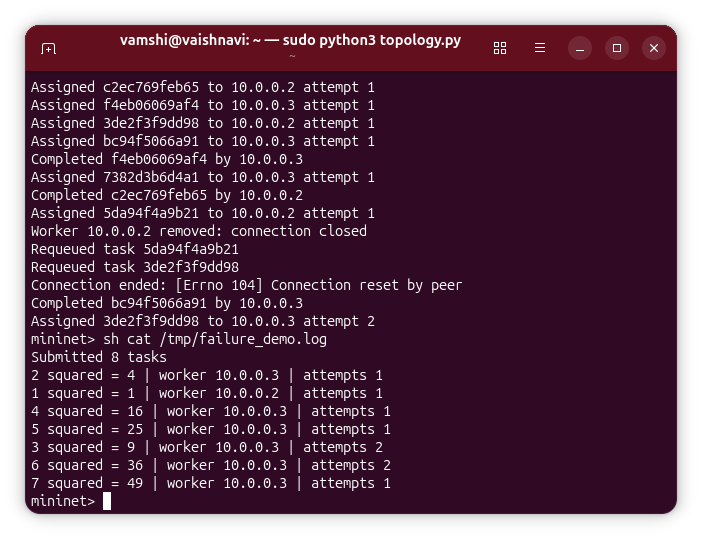 vamshi@vaishnavi: ~ — sudo python3 topology.py
~
Assigned c2ec769feb65 to 10.0.0.2 attempt 1
Assigned f4eb06069af4 to 10.0.0.3 attempt 1
Assigned 3de2f3f9dd98 to 10.0.0.2 attempt 1
Assigned bc94f5066a91 to 10.0.0.3 attempt 1
Completed f4eb06069af4 by 10.0.0.3
Assigned 7382d3b6d4a1 to 10.0.0.3 attempt 1
Completed c2ec769feb65 by 10.0.0.2
Assigned 5da94f4a9b21 to 10.0.0.2 attempt 1
Worker 10.0.0.2 removed: connection closed
Requeued task 5da94f4a9b21
Requeued task 3de2f3f9dd98
Connection ended: [Errno 104] Connection reset by peer
Completed bc94f5066a91 by 10.0.0.3
Assigned 3de2f3f9dd98 to 10.0.0.3 attempt 2
mininet> sh cat /tmp/failure_demo.log
Submitted 8 tasks
2 squared = 4 | worker 10.0.0.3 | attempts 1
1 squared = 1 | worker 10.0.0.2 | attempts 1
4 squared = 16 | worker 10.0.0.3 | attempts 1
5 squared = 25 | worker 10.0.0.3 | attempts 1
3 squared = 9 | worker 10.0.0.3 | attempts 2
6 squared = 36 | worker 10.0.0.3 | attempts 2
7 squared = 49 | worker 10.0.0.3 | attempts 1
mininet>